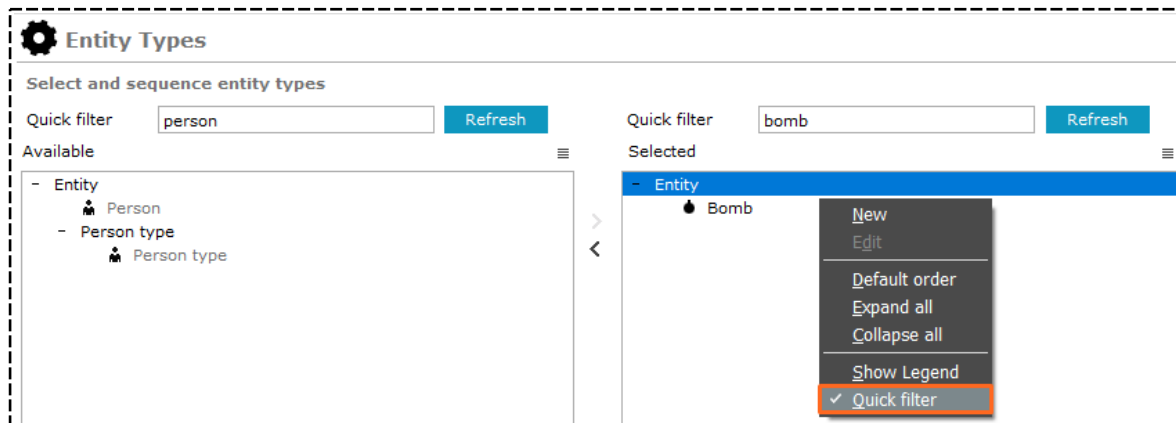 Entity Types
Select and sequence entity types
Quick filter person Refresh
Quick filter bomb Refresh
Available
Selected
- Entity
Person
- Person type
Person type
- Entity
Bomb
New
Edit
Default order
Expand all
Collapse all
Show Legend
✓ Quick filter